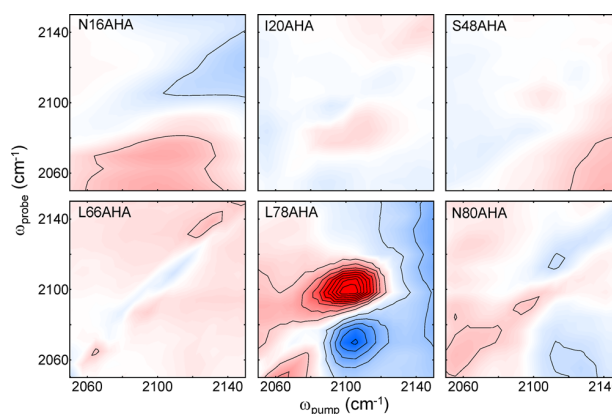 N16AHA I20AHA S48AHA
2140
2100
2060
L66AHA L78AHA N80AHA
2140
2100
2060
2060 2100 2140 2060 2100 2140 2060 2100 2140
ωprobe (cm⁻¹)
ωpump (cm⁻¹)